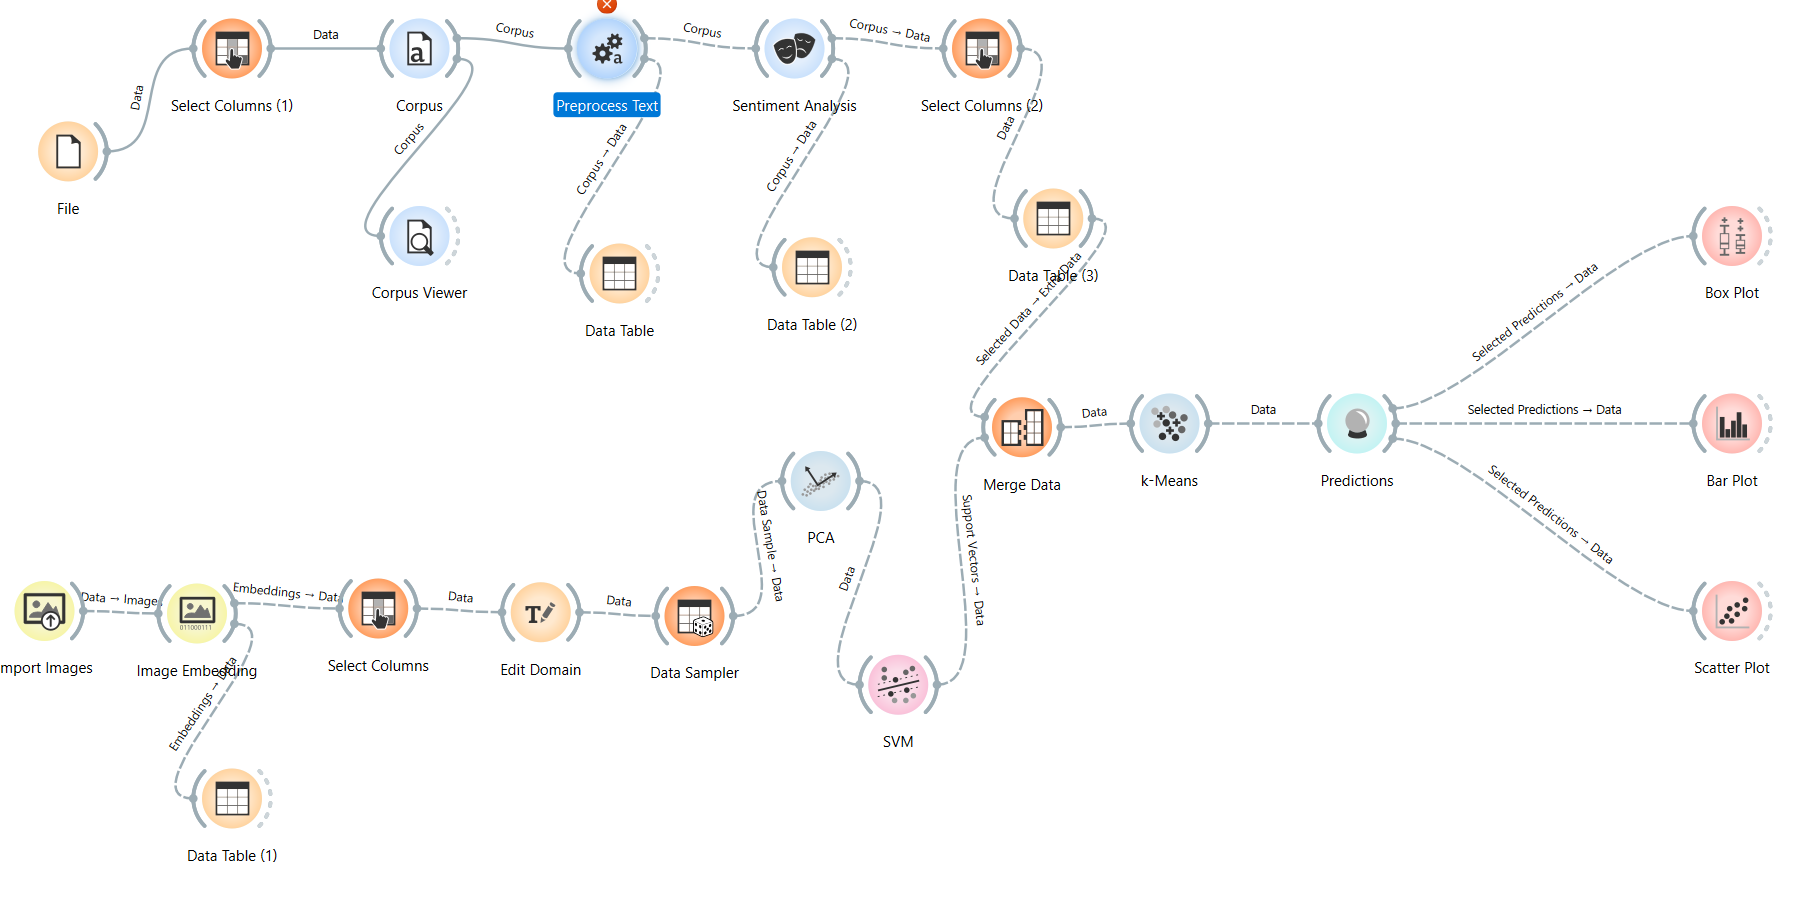 Data
Select Columns (1)
Data
Corpus
Corpus
Corpus
Preprocess Text
Corpus
Sentiment Analysis
Corpus → Data
Select Columns (2)
File
Corpus
Corpus → Data
Corpus → Data
Data
Corpus Viewer
Data Table
Data Table (2)
Data Table (3)
Selected Data → Extra Data
Merge Data
Data
k-Means
Data
Predictions
Selected Predictions → Data
Box Plot
Selected Predictions → Data
Bar Plot
Selected Predictions → Data
Scatter Plot
PCA
Data Sample → Data
Data
Support Vectors → Data
mport Images
Data → Images
Image Embedding
011000111
Embeddings → Data
Select Columns
Data
Edit Domain
Data
Data Sampler
SVM
Embeddings → Data
Data Table (1)